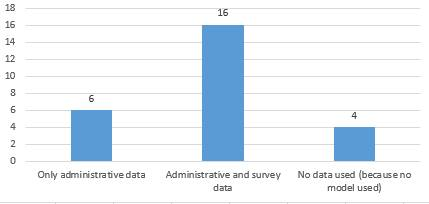 18
16
14
12
10
8
6
4
2
0
6
16
4
Only administrative data
Administrative and survey
data
No data used (because no
model used)